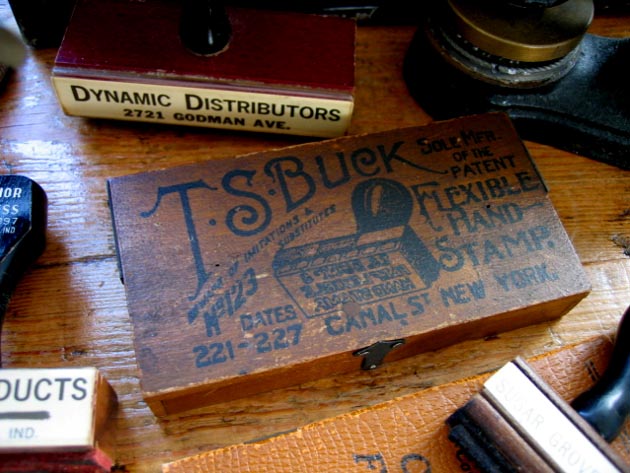 DYNAMIC DISTRIBUTORS
2721 GODMAN AVE.
T.S. BUCK
SOLE MFR.
OF THE
PATENT
FLEXIBLE
HAND
STAMP.
OF IMITATIONS &
SUBSTITUTES
No 123
DATES
221-227 CANAL ST NEW YORK.
DUCTS
IND.
SUGAR GROV